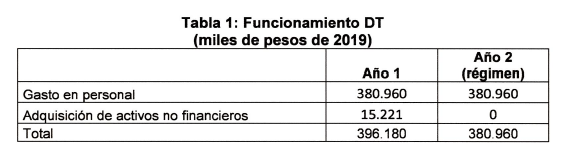 Tabla 1: Funcionamiento DT
(miles de pesos de 2019)
Año 1 Año 2 (régimen)
Gasto en personal 380.960 380.960
Adquisición de activos no financieros 15.221 0
Total 396.180 380.960